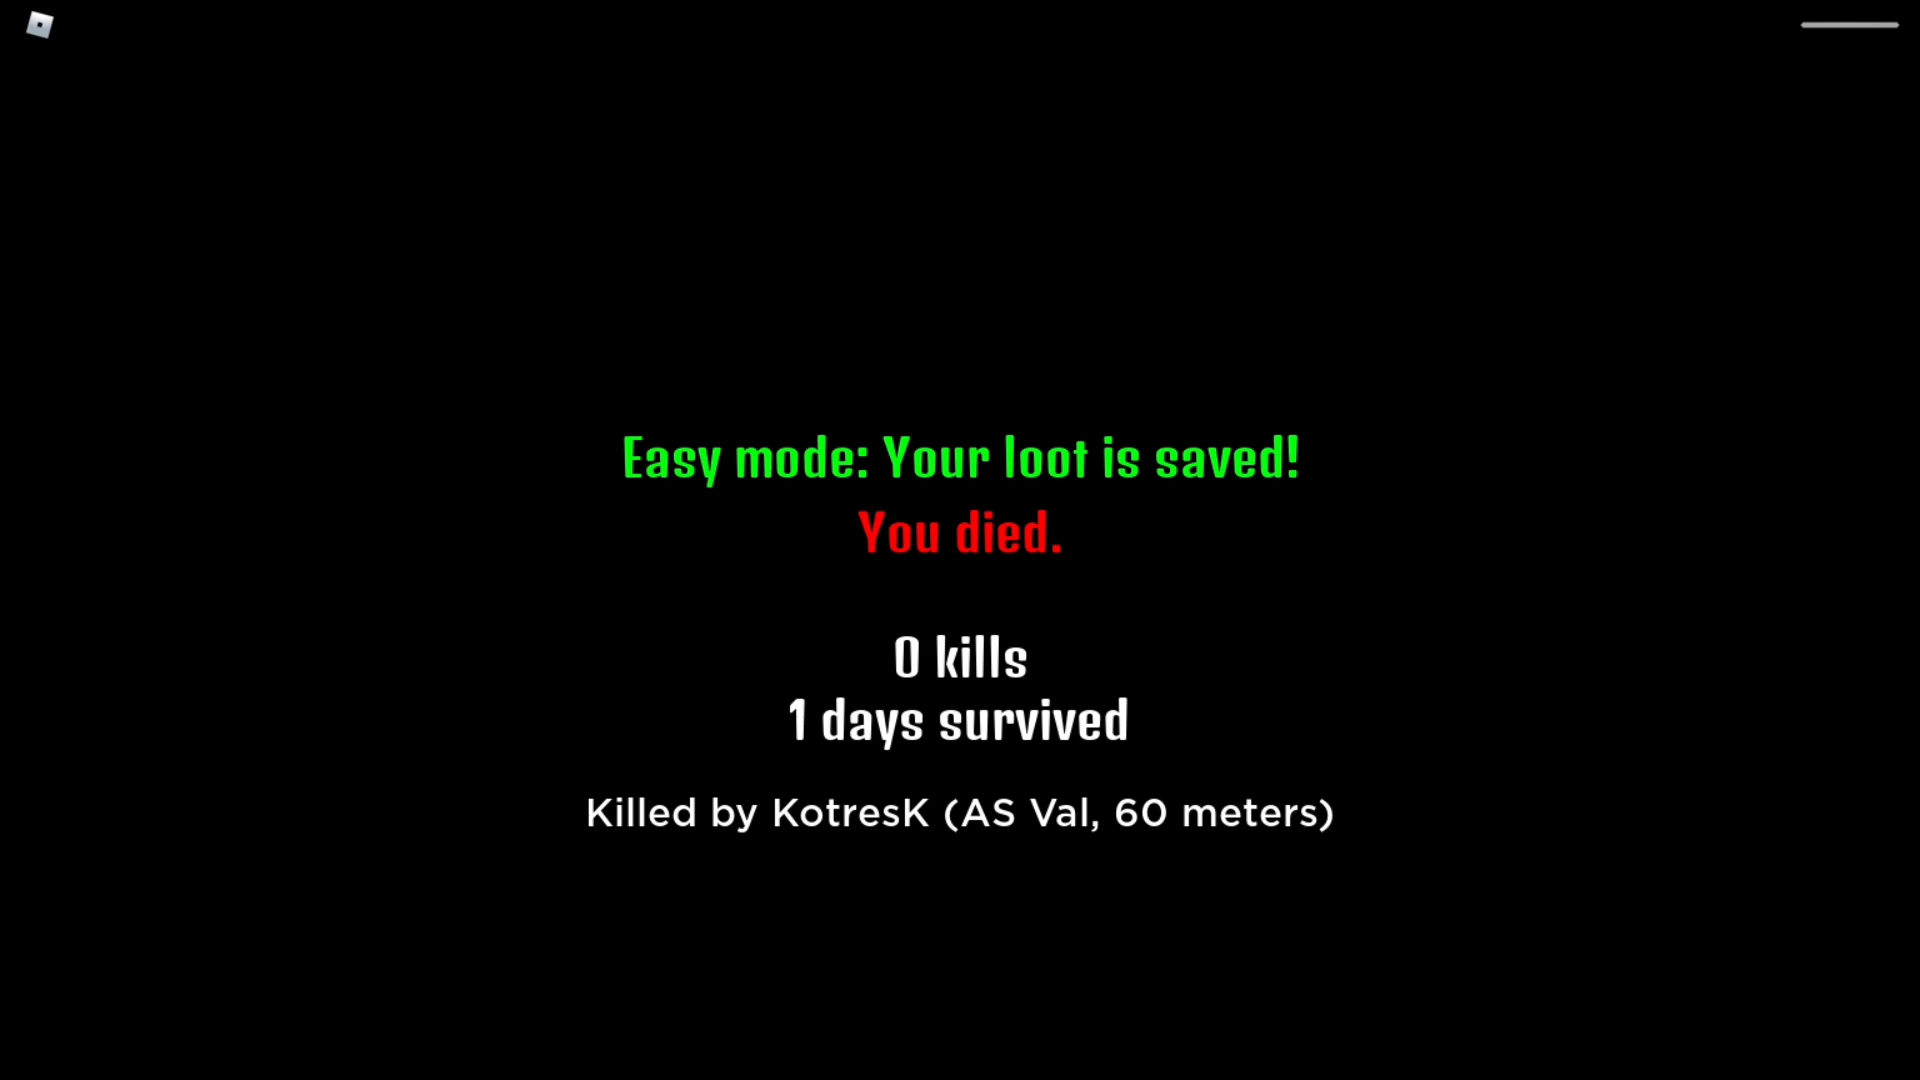 Easy mode: Your loot is saved!
You died.
0 kills
1 days survived
Killed by KotresK (AS Val, 60 meters)